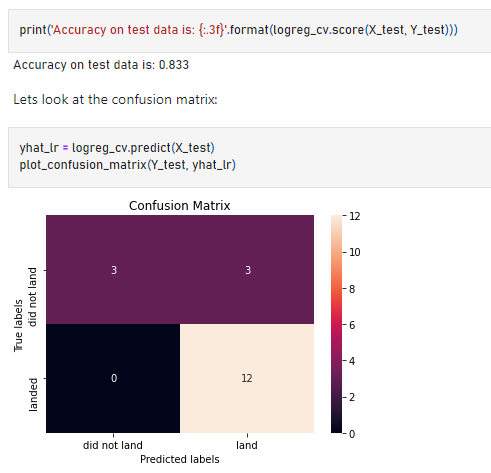 print('Accuracy on test data is: {:.3f}'.format(logreg_cv.score(X_test, Y_test)))
Accuracy on test data is: 0.833
Lets look at the confusion matrix:
yhat_lr = logreg_cv.predict(X_test)
plot_confusion_matrix(Y_test, yhat_lr)
Confusion Matrix
True labels
did not land
3
3
landed
0
12
did not land
land
Predicted labels
12
10
8
6
4
2
0